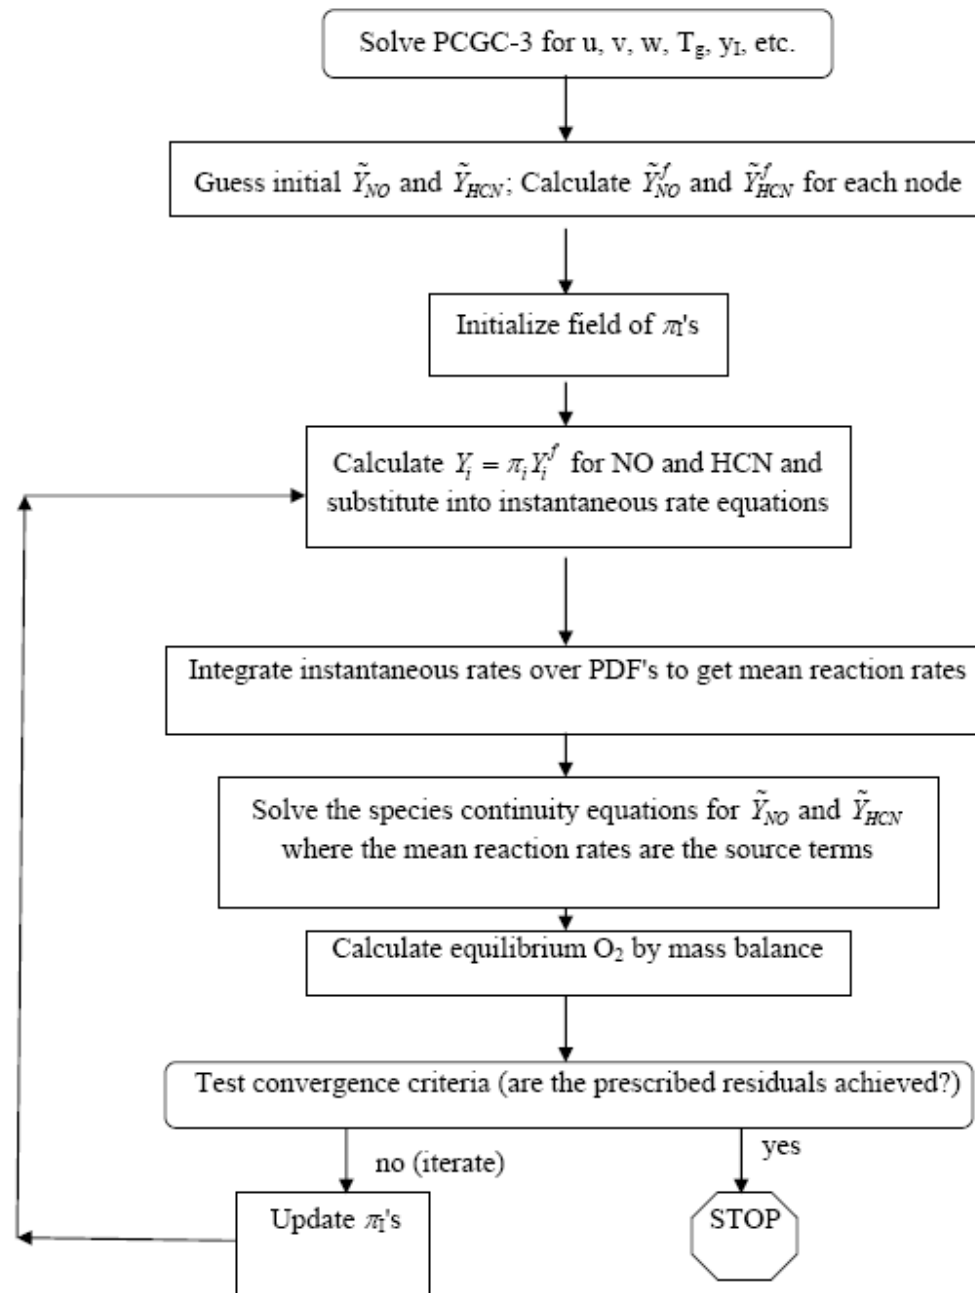 Solve PCGC-3 for u, v, w, T_g, y_I, etc.
Guess initial Ỹ_NO and Ỹ_HCN; Calculate Ỹ^f_NO and Ỹ^f_HCN for each node
Initialize field of π_I's
Calculate Y_i = π_i Y_i^f for NO and HCN and
substitute into instantaneous rate equations
Integrate instantaneous rates over PDF's to get mean reaction rates
Solve the species continuity equations for Ỹ_NO and Ỹ_HCN
where the mean reaction rates are the source terms
Calculate equilibrium O₂ by mass balance
Test convergence criteria (are the prescribed residuals achieved?)
no (iterate)
yes
Update π_I's
STOP